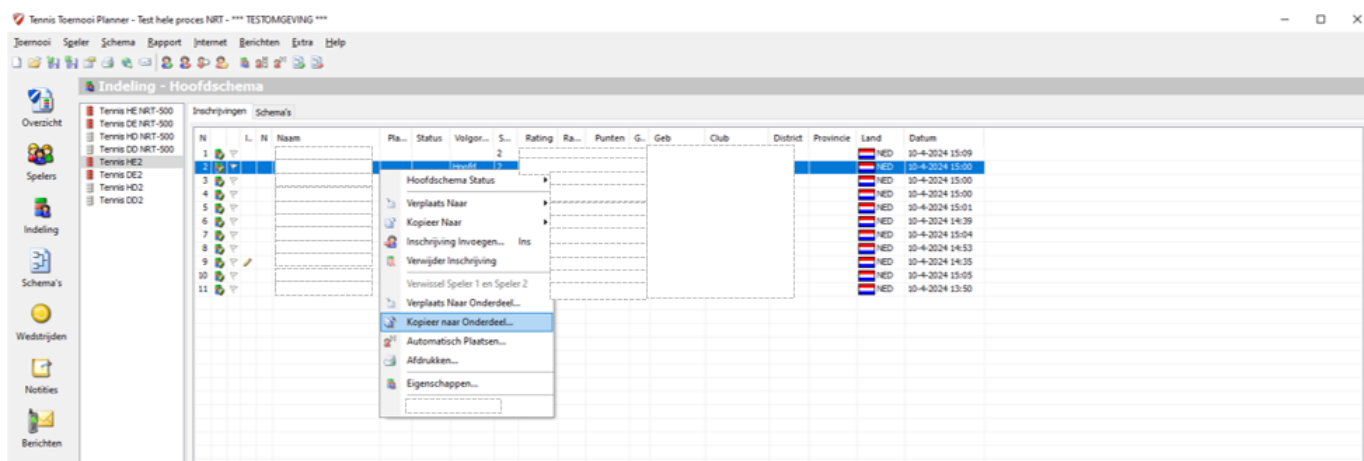 Tennis Toernooi Planner - Test hele proces NRT - *** TESTOMGEVING ***
Toernooi Speler Schema Rapport Internet Berichten Extra Help
Indeling - Hoofdschema
Overzicht
Spelers
Indeling
Schema's
Wedstrijden
Notities
Berichten
Tennis HE NRT-500
Tennis DE NRT-500
Tennis HD NRT-500
Tennis DD NRT-500
Tennis HE2
Tennis DE2
Tennis HD2
Tennis DD2
Inschrijvingen Schema's
N I.. N Naam Pla... Status Volgor... S... Rating Ra... Punten G.. Geb Club District Provincie Land Datum
1 2 NED 10-4-2024 15:09
2 Hoofd 2 NED 10-4-2024 15:00
3 NED 10-4-2024 15:00
4 NED 10-4-2024 15:00
5 NED 10-4-2024 15:01
6 NED 10-4-2024 14:39
7 NED 10-4-2024 15:04
8 NED 10-4-2024 14:53
9 NED 10-4-2024 14:35
10 NED 10-4-2024 15:05
11 NED 10-4-2024 13:50
Hoofdschema Status
Verplaats Naar
Kopieer Naar
Inschrijving Invoegen... Ins
Verwijder Inschrijving
Verwissel Speler 1 en Speler 2
Verplaats Naar Onderdeel...
Kopieer naar Onderdeel...
Automatisch Plaatsen...
Afdrukken...
Eigenschappen...